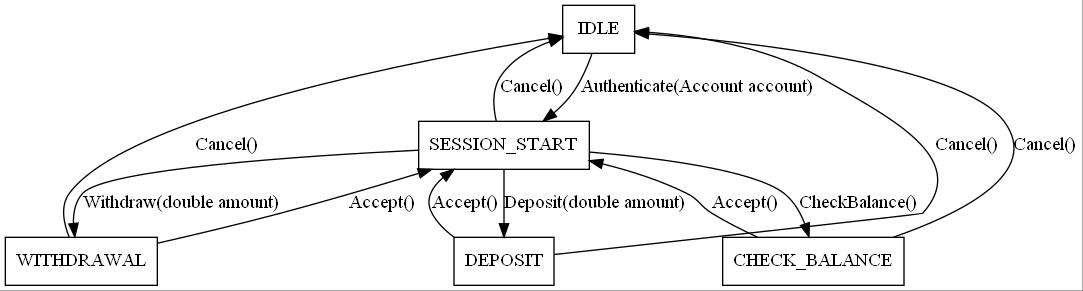 IDLE
Cancel()
Authenticate(Account account)
SESSION_START
Cancel()
Cancel()
Cancel()
Withdraw(double amount)
Accept()
Accept()
Deposit(double amount)
Accept()
CheckBalance()
WITHDRAWAL
DEPOSIT
CHECK_BALANCE